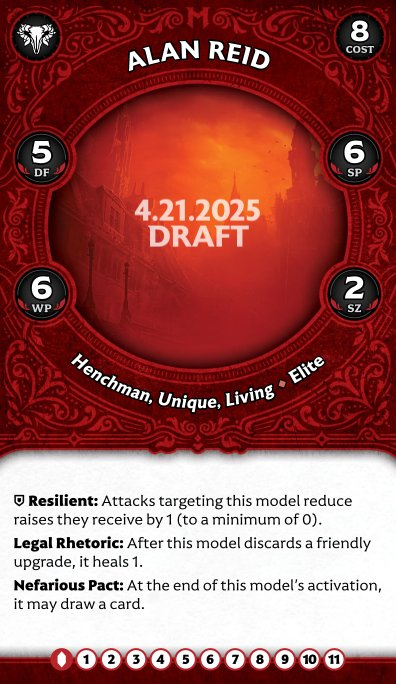 8
COST
ALAN REID
5
DF
6
SP
4.21.2025
DRAFT
6
WP
2
SZ
Henchman, Unique, Living ◆ Elite
Resilient: Attacks targeting this model reduce
raises they receive by 1 (to a minimum of 0).
Legal Rhetoric: After this model discards a friendly
upgrade, it heals 1.
Nefarious Pact: At the end of this model's activation,
it may draw a card.
1 2 3 4 5 6 7 8 9 10 11